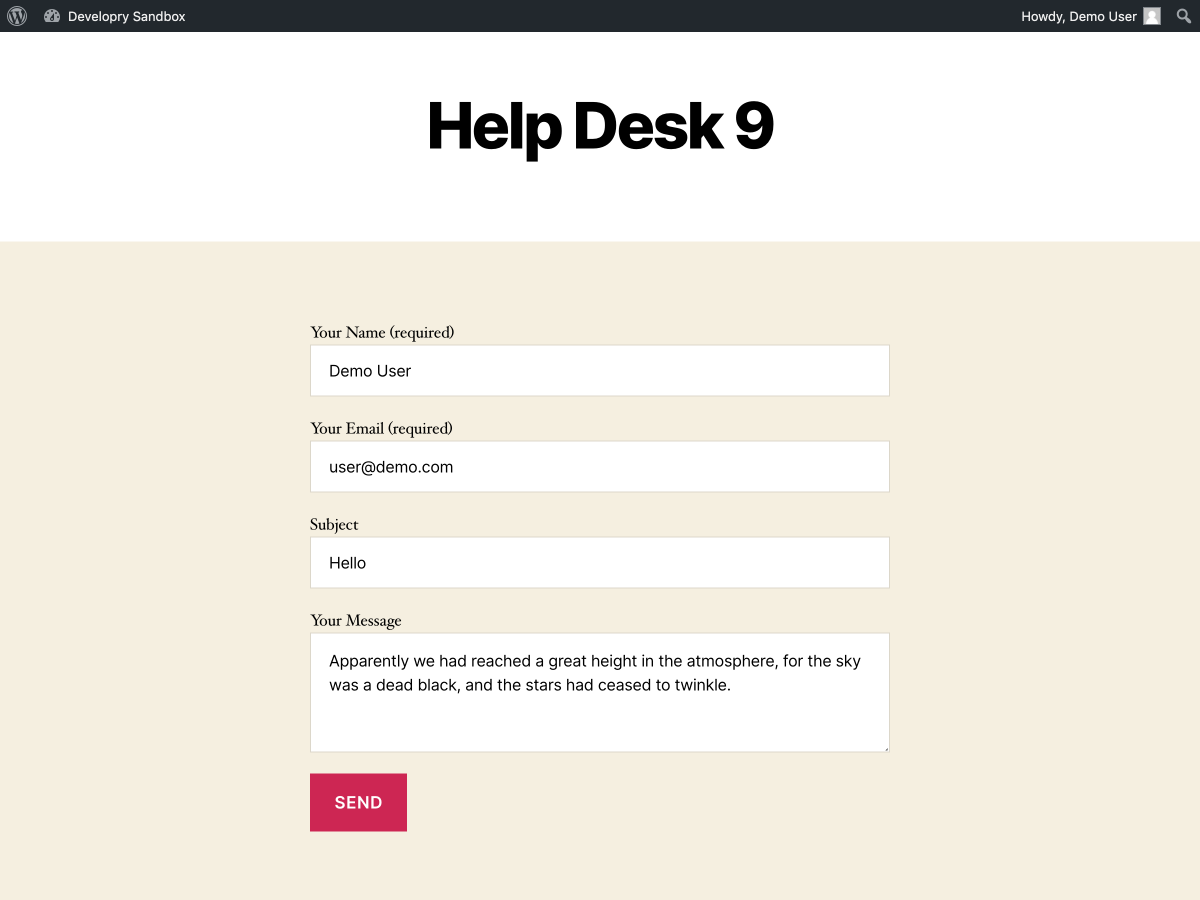 Developry Sandbox
Howdy, Demo User
Help Desk 9
Your Name (required)
Demo User
Your Email (required)
user@demo.com
Subject
Hello
Your Message
Apparently we had reached a great height in the atmosphere, for the sky
was a dead black, and the stars had ceased to twinkle.
SEND